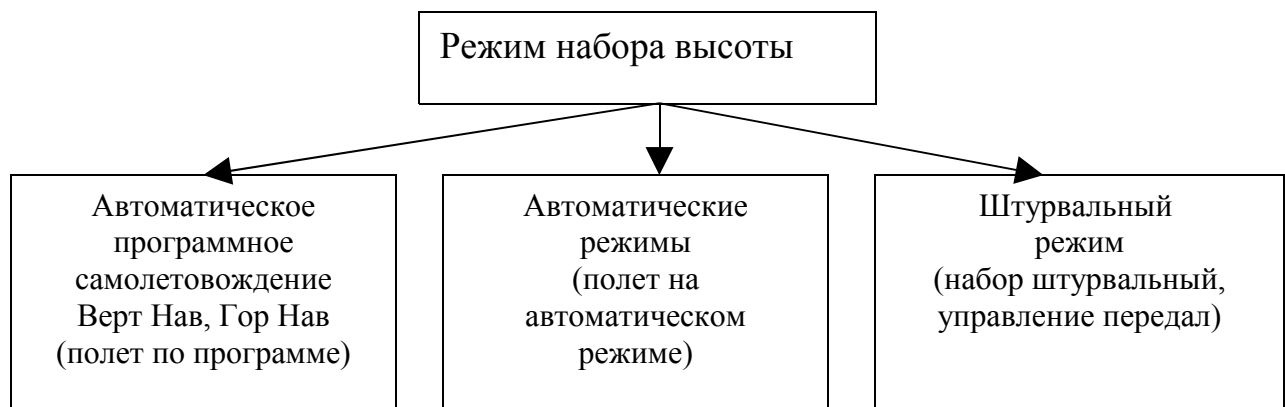 Режим набора высоты
Автоматическое
программное
самолетовождение
Верт Нав, Гор Нав
(полет по программе)
Автоматические
режимы
(полет на
автоматическом
режиме)
Штурвальный
режим
(набор штурвальный,
управление передал)